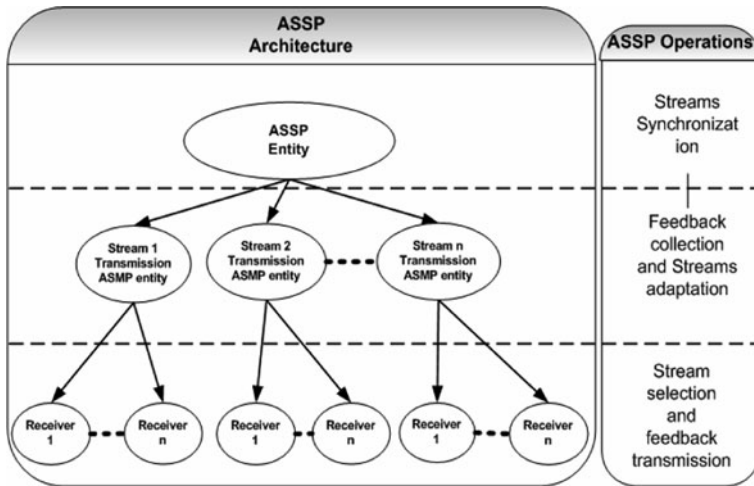 ASSP
Architecture
ASSP Operations
ASSP
Entity
Streams
Synchronizat
ion
Stream 1
Transmission
ASMP entity
Stream 2
Transmission
ASMP entity
Stream n
Transmission
ASMP entity
Feedback
collection
and Streams
adaptation
Receiver
1
Receiver
n
Receiver
1
Receiver
n
Receiver
1
Receiver
n
Stream
selection
and
feedback
transmission